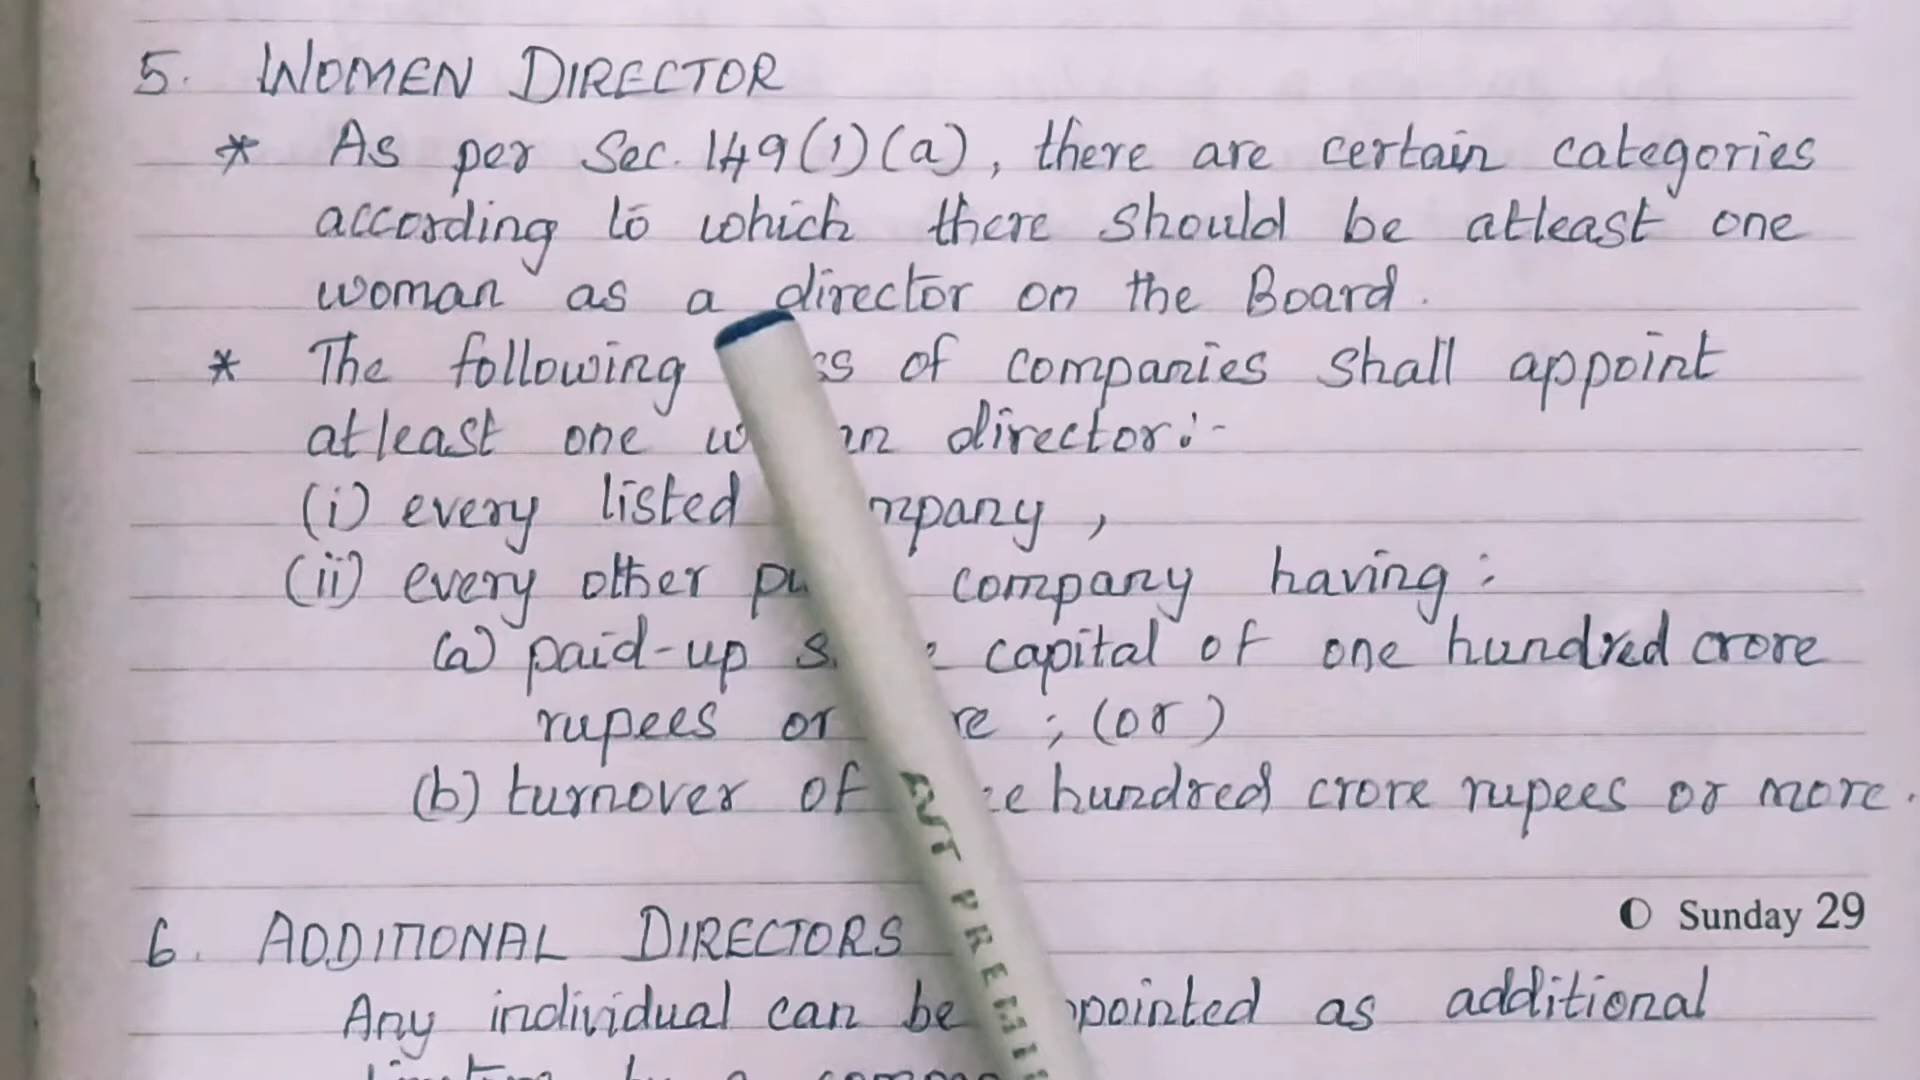 5. WOMEN DIRECTOR
* As per Sec. 149(1)(a), there are certain categories
according to which there should be atleast one
woman as a director on the Board.
* The following of companies shall appoint
atleast one director:-
(i) every listed ,
(ii) every other company having:
(a) paid-up capital of one hundred crore
rupees or ; (or)
(b) turnover of hundred crore rupees or more.
Sunday 29
6. ADDITIONAL DIRECTORS
Any individual can be as additional
AVT PREMI